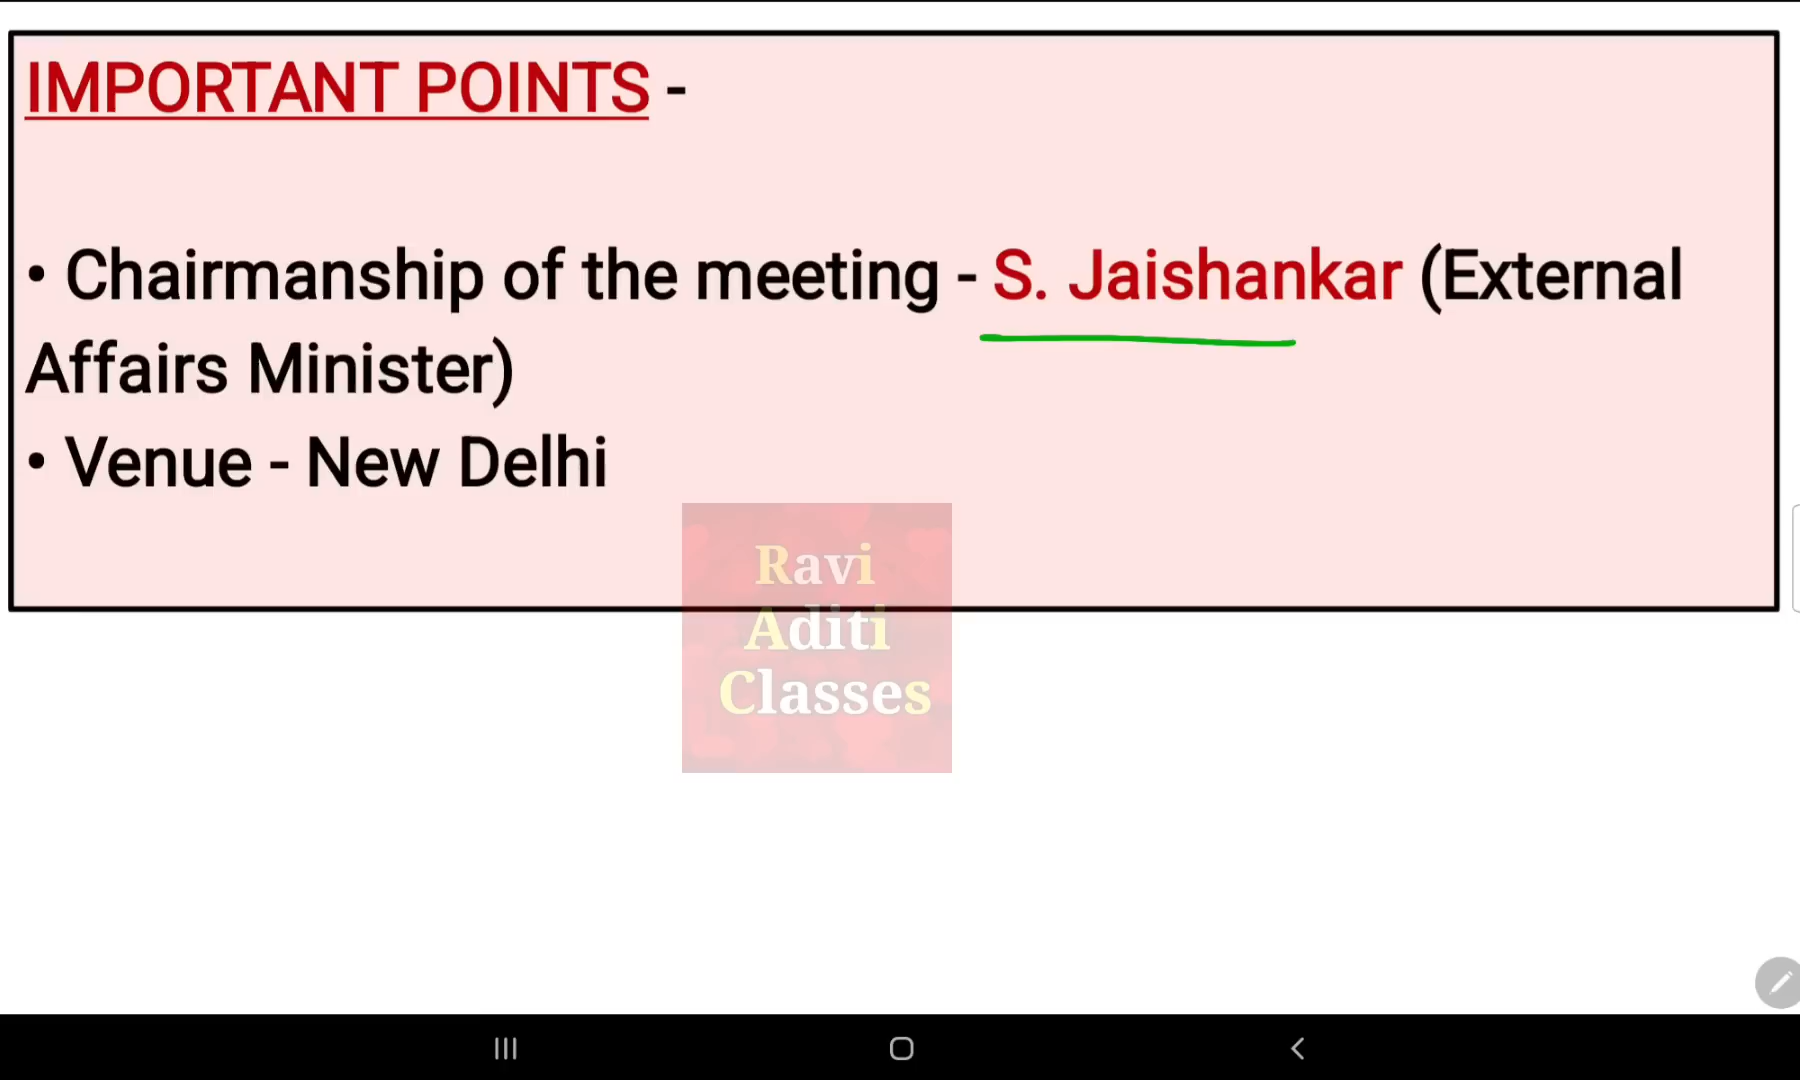 IMPORTANT POINTS -
• Chairmanship of the meeting - S. Jaishankar (External
Affairs Minister)
• Venue - New Delhi
Ravi
Aditi
Classes